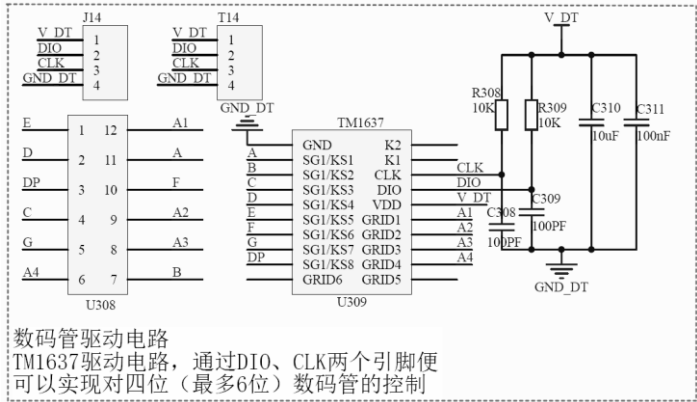 J14
V_DT 1
DIO 2
CLK 3
GND_DT 4
T14
V_DT 1
DIO 2
CLK 3
GND_DT 4
E 1 12 A1
D 2 11 A
DP 3 10 F
C 4 9 A2
G 5 8 A3
A4 6 7 B
U308
GND_DT
TM1637
GND K2
A SG1/KS1 K1
B SG1/KS2 CLK CLK
C SG1/KS3 DIO DIO
D SG1/KS4 VDD V_DT
E SG1/KS5 GRID1 A1
F SG1/KS6 GRID2 A2
G SG1/KS7 GRID3 A3
DP SG1/KS8 GRID4 A4
GRID6 GRID5
U309
V_DT
R308
10K
R309
10K
C310
10uF
C311
100nF
C308
100PF
C309
100PF
GND_DT
数码管驱动电路
TM1637驱动电路，通过DIO、CLK两个引脚便
可以实现对四位（最多6位）数码管的控制